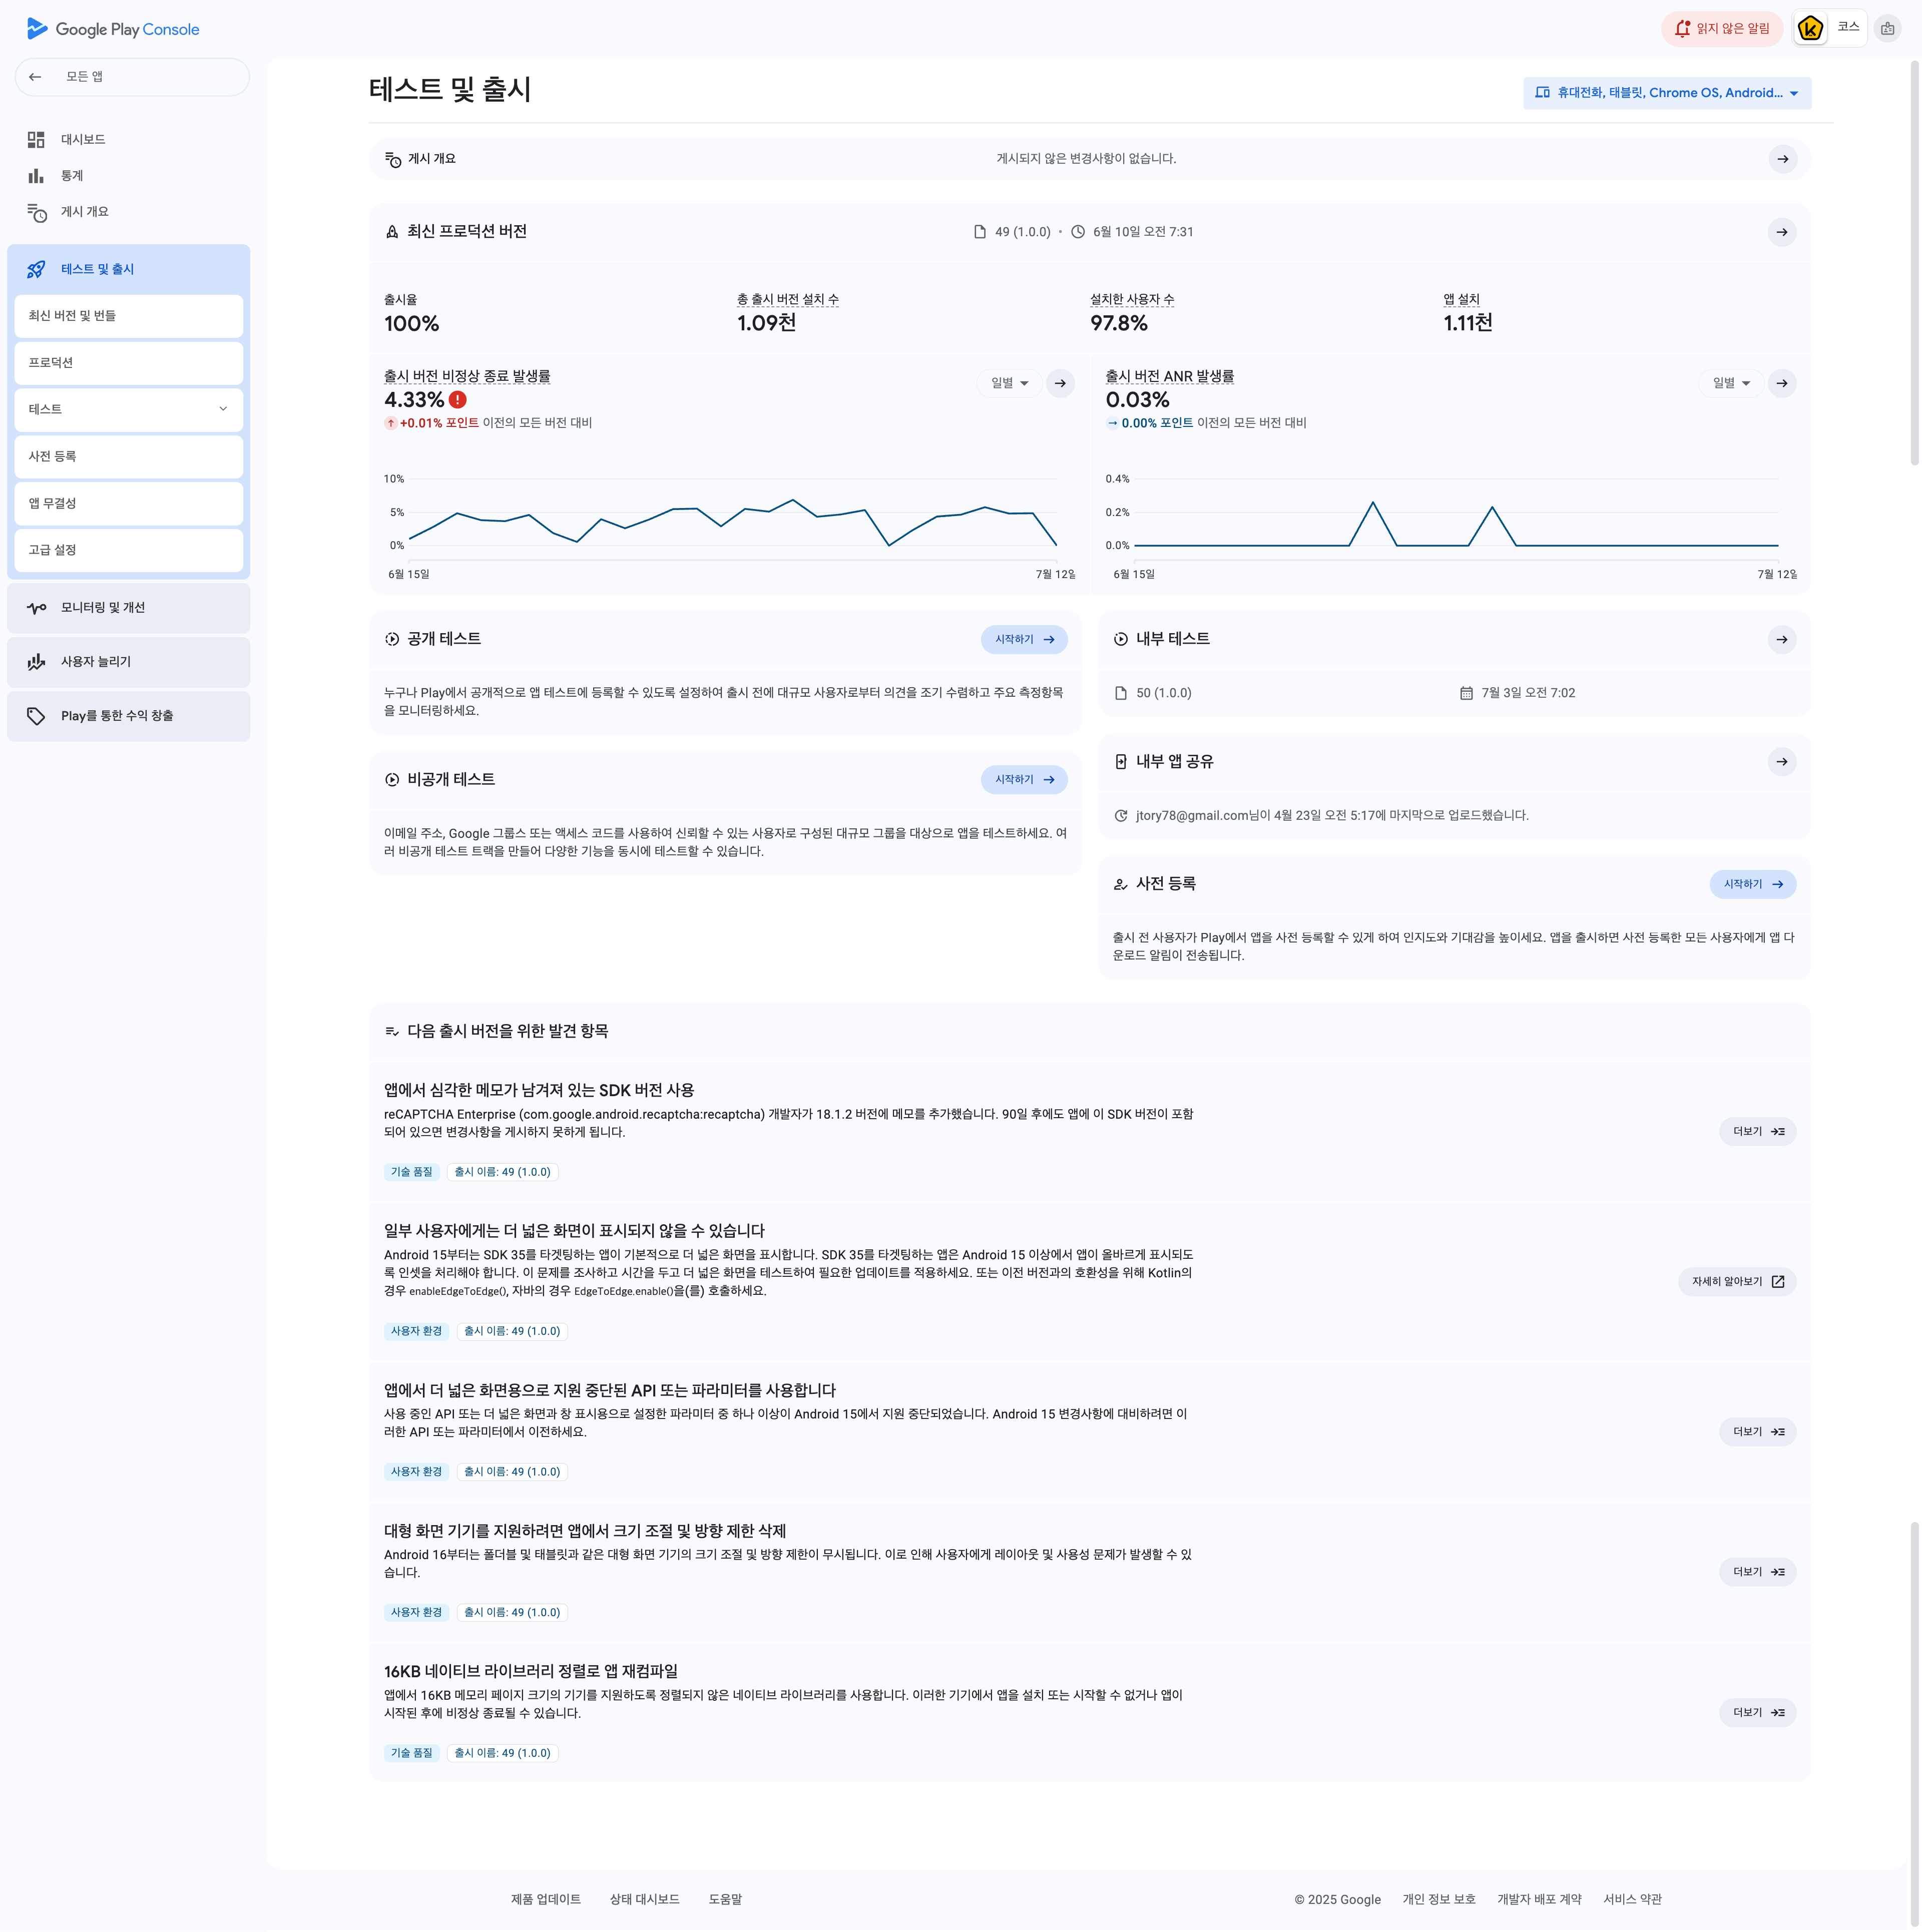 Google Play Console
읽지 않은 알림
코스
모든 앱
대시보드
통계
게시 개요
테스트 및 출시
최신 버전 및 번들
프로덕션
테스트
사전 등록
앱 무결성
고급 설정
모니터링 및 개선
사용자 늘리기
Play를 통한 수익 창출
테스트 및 출시
휴대전화, 태블릿, Chrome OS, Android...
게시 개요
게시되지 않은 변경사항이 없습니다.
최신 프로덕션 버전
49 (1.0.0) • 6월 10일 오전 7:31
출시율
100%
총 출시 버전 설치 수
1.09천
설치한 사용자 수
97.8%
앱 설치
1.11천
출시 버전 비정상 종료 발생률
일별
4.33%
+0.01% 포인트 이전의 모든 버전 대비
10%
5%
0%
6월 15일
7월 12일
출시 버전 ANR 발생률
일별
0.03%
0.00% 포인트 이전의 모든 버전 대비
0.4%
0.2%
0.0%
6월 15일
7월 12일
공개 테스트
시작하기
누구나 Play에서 공개적으로 앱 테스트에 등록할 수 있도록 설정하여 출시 전에 대규모 사용자로부터 의견을 조기 수렴하고 주요 측정항목
을 모니터링하세요.
비공개 테스트
시작하기
이메일 주소, Google 그룹스 또는 액세스 코드를 사용하여 신뢰할 수 있는 사용자로 구성된 대규모 그룹을 대상으로 앱을 테스트하세요. 여
러 비공개 테스트 트랙을 만들어 다양한 기능을 동시에 테스트할 수 있습니다.
내부 테스트
50 (1.0.0)
7월 3일 오전 7:02
내부 앱 공유
jtory78@gmail.com님이 4월 23일 오전 5:17에 마지막으로 업로드했습니다.
사전 등록
시작하기
출시 전 사용자가 Play에서 앱을 사전 등록할 수 있게 하여 인지도와 기대감을 높이세요. 앱을 출시하면 사전 등록한 모든 사용자에게 앱 다
운로드 알림이 전송됩니다.
다음 출시 버전을 위한 발견 항목
앱에서 심각한 메모가 남겨져 있는 SDK 버전 사용
reCAPTCHA Enterprise (com.google.android.recaptcha:recaptcha) 개발자가 18.1.2 버전에 메모를 추가했습니다. 90일 후에도 앱에 이 SDK 버전이 포함
되어 있으면 변경사항을 게시하지 못하게 됩니다.
더보기
기술 품질
출시 이름: 49 (1.0.0)
일부 사용자에게는 더 넓은 화면이 표시되지 않을 수 있습니다
Android 15부터는 SDK 35를 타겟팅하는 앱이 기본적으로 더 넓은 화면을 표시합니다. SDK 35를 타겟팅하는 앱은 Android 15 이상에서 앱이 올바르게 표시되도
록 인셋을 처리해야 합니다. 이 문제를 조사하고 시간을 두고 더 넓은 화면을 테스트하여 필요한 업데이트를 적용하세요. 또는 이전 버전과의 호환성을 위해 Kotlin의
경우 enableEdgeToEdge(), 자바의 경우 EdgeToEdge.enable()을(를) 호출하세요.
자세히 알아보기
사용자 환경
출시 이름: 49 (1.0.0)
앱에서 더 넓은 화면용으로 지원 중단된 API 또는 파라미터를 사용합니다
사용 중인 API 또는 더 넓은 화면과 창 표시용으로 설정한 파라미터 중 하나 이상이 Android 15에서 지원 중단되었습니다. Android 15 변경사항에 대비하려면 이
러한 API 또는 파라미터에서 이전하세요.
더보기
사용자 환경
출시 이름: 49 (1.0.0)
대형 화면 기기를 지원하려면 앱에서 크기 조절 및 방향 제한 삭제
Android 16부터는 폴더블 및 태블릿과 같은 대형 화면 기기의 크기 조절 및 방향 제한이 무시됩니다. 이로 인해 사용자에게 레이아웃 및 사용성 문제가 발생할 수 있
습니다.
더보기
사용자 환경
출시 이름: 49 (1.0.0)
16KB 네이티브 라이브러리 정렬로 앱 재컴파일
앱에서 16KB 메모리 페이지 크기의 기기를 지원하도록 정렬되지 않은 네이티브 라이브러리를 사용합니다. 이러한 기기에서 앱을 설치 또는 시작할 수 없거나 앱이
시작된 후에 비정상 종료될 수 있습니다.
더보기
기술 품질
출시 이름: 49 (1.0.0)
제품 업데이트
상태 대시보드
도움말
© 2025 Google
개인 정보 보호
개발자 배포 계약
서비스 약관